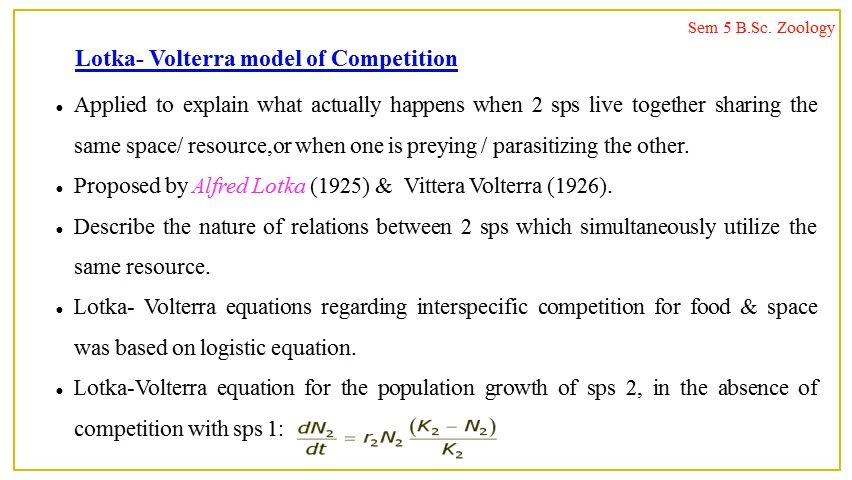 Sem 5 B.Sc. Zoology
Lotka- Volterra model of Competition
• Applied to explain what actually happens when 2 sps live together sharing the
same space/ resource,or when one is preying / parasitizing the other.
• Proposed by Alfred Lotka (1925) & Vittera Volterra (1926).
• Describe the nature of relations between 2 sps which simultaneously utilize the
same resource.
• Lotka- Volterra equations regarding interspecific competition for food & space
was based on logistic equation.
• Lotka-Volterra equation for the population growth of sps 2, in the absence of
competition with sps 1: dN₂/dt = r₂N₂ (K₂ − N₂)/K₂